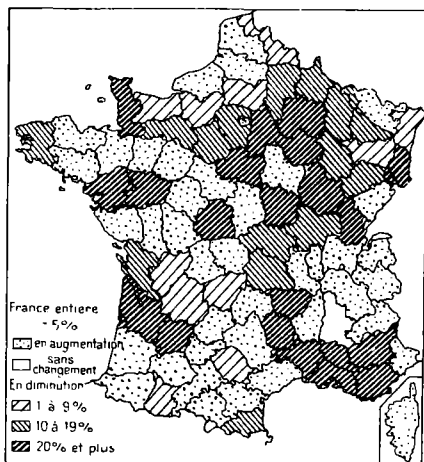 France entière
- 5,%
en augmentation
sans
changement
En diminution
1 à 9%
10 à 19%
20% et plus